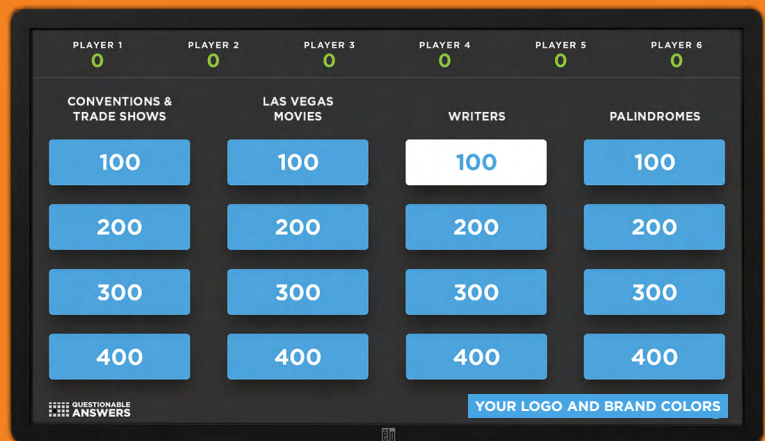 PLAYER 1 PLAYER 2 PLAYER 3 PLAYER 4 PLAYER 5 PLAYER 6
0 0 0 0 0 0
CONVENTIONS &
TRADE SHOWS
LAS VEGAS
MOVIES
WRITERS
PALINDROMES
100 100 100 100
200 200 200 200
300 300 300 300
400 400 400 400
QUESTIONABLE
ANSWERS
YOUR LOGO AND BRAND COLORS
elo